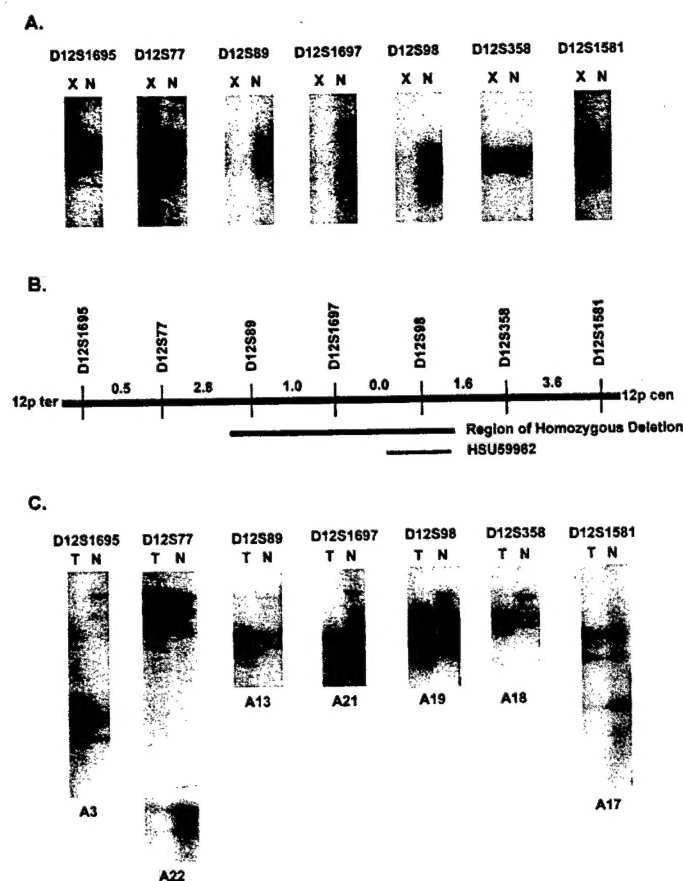 A.
D12S1695 D12S77 D12S89 D12S1697 D12S98 D12S358 D12S1581
X N X N X N X N X N X N X N
B.
D12S1695 D12S77 D12S89 D12S1697 D12S98 D12S358 D12S1581
0.5 2.8 1.0 0.0 1.6 3.6
12p ter 12p cen
Region of Homozygous Deletion
HSU59962
C.
D12S1695 D12S77 D12S89 D12S1697 D12S98 D12S358 D12S1581
T N T N T N T N T N T N T N
A13 A21 A19 A18
A3 A17
A22